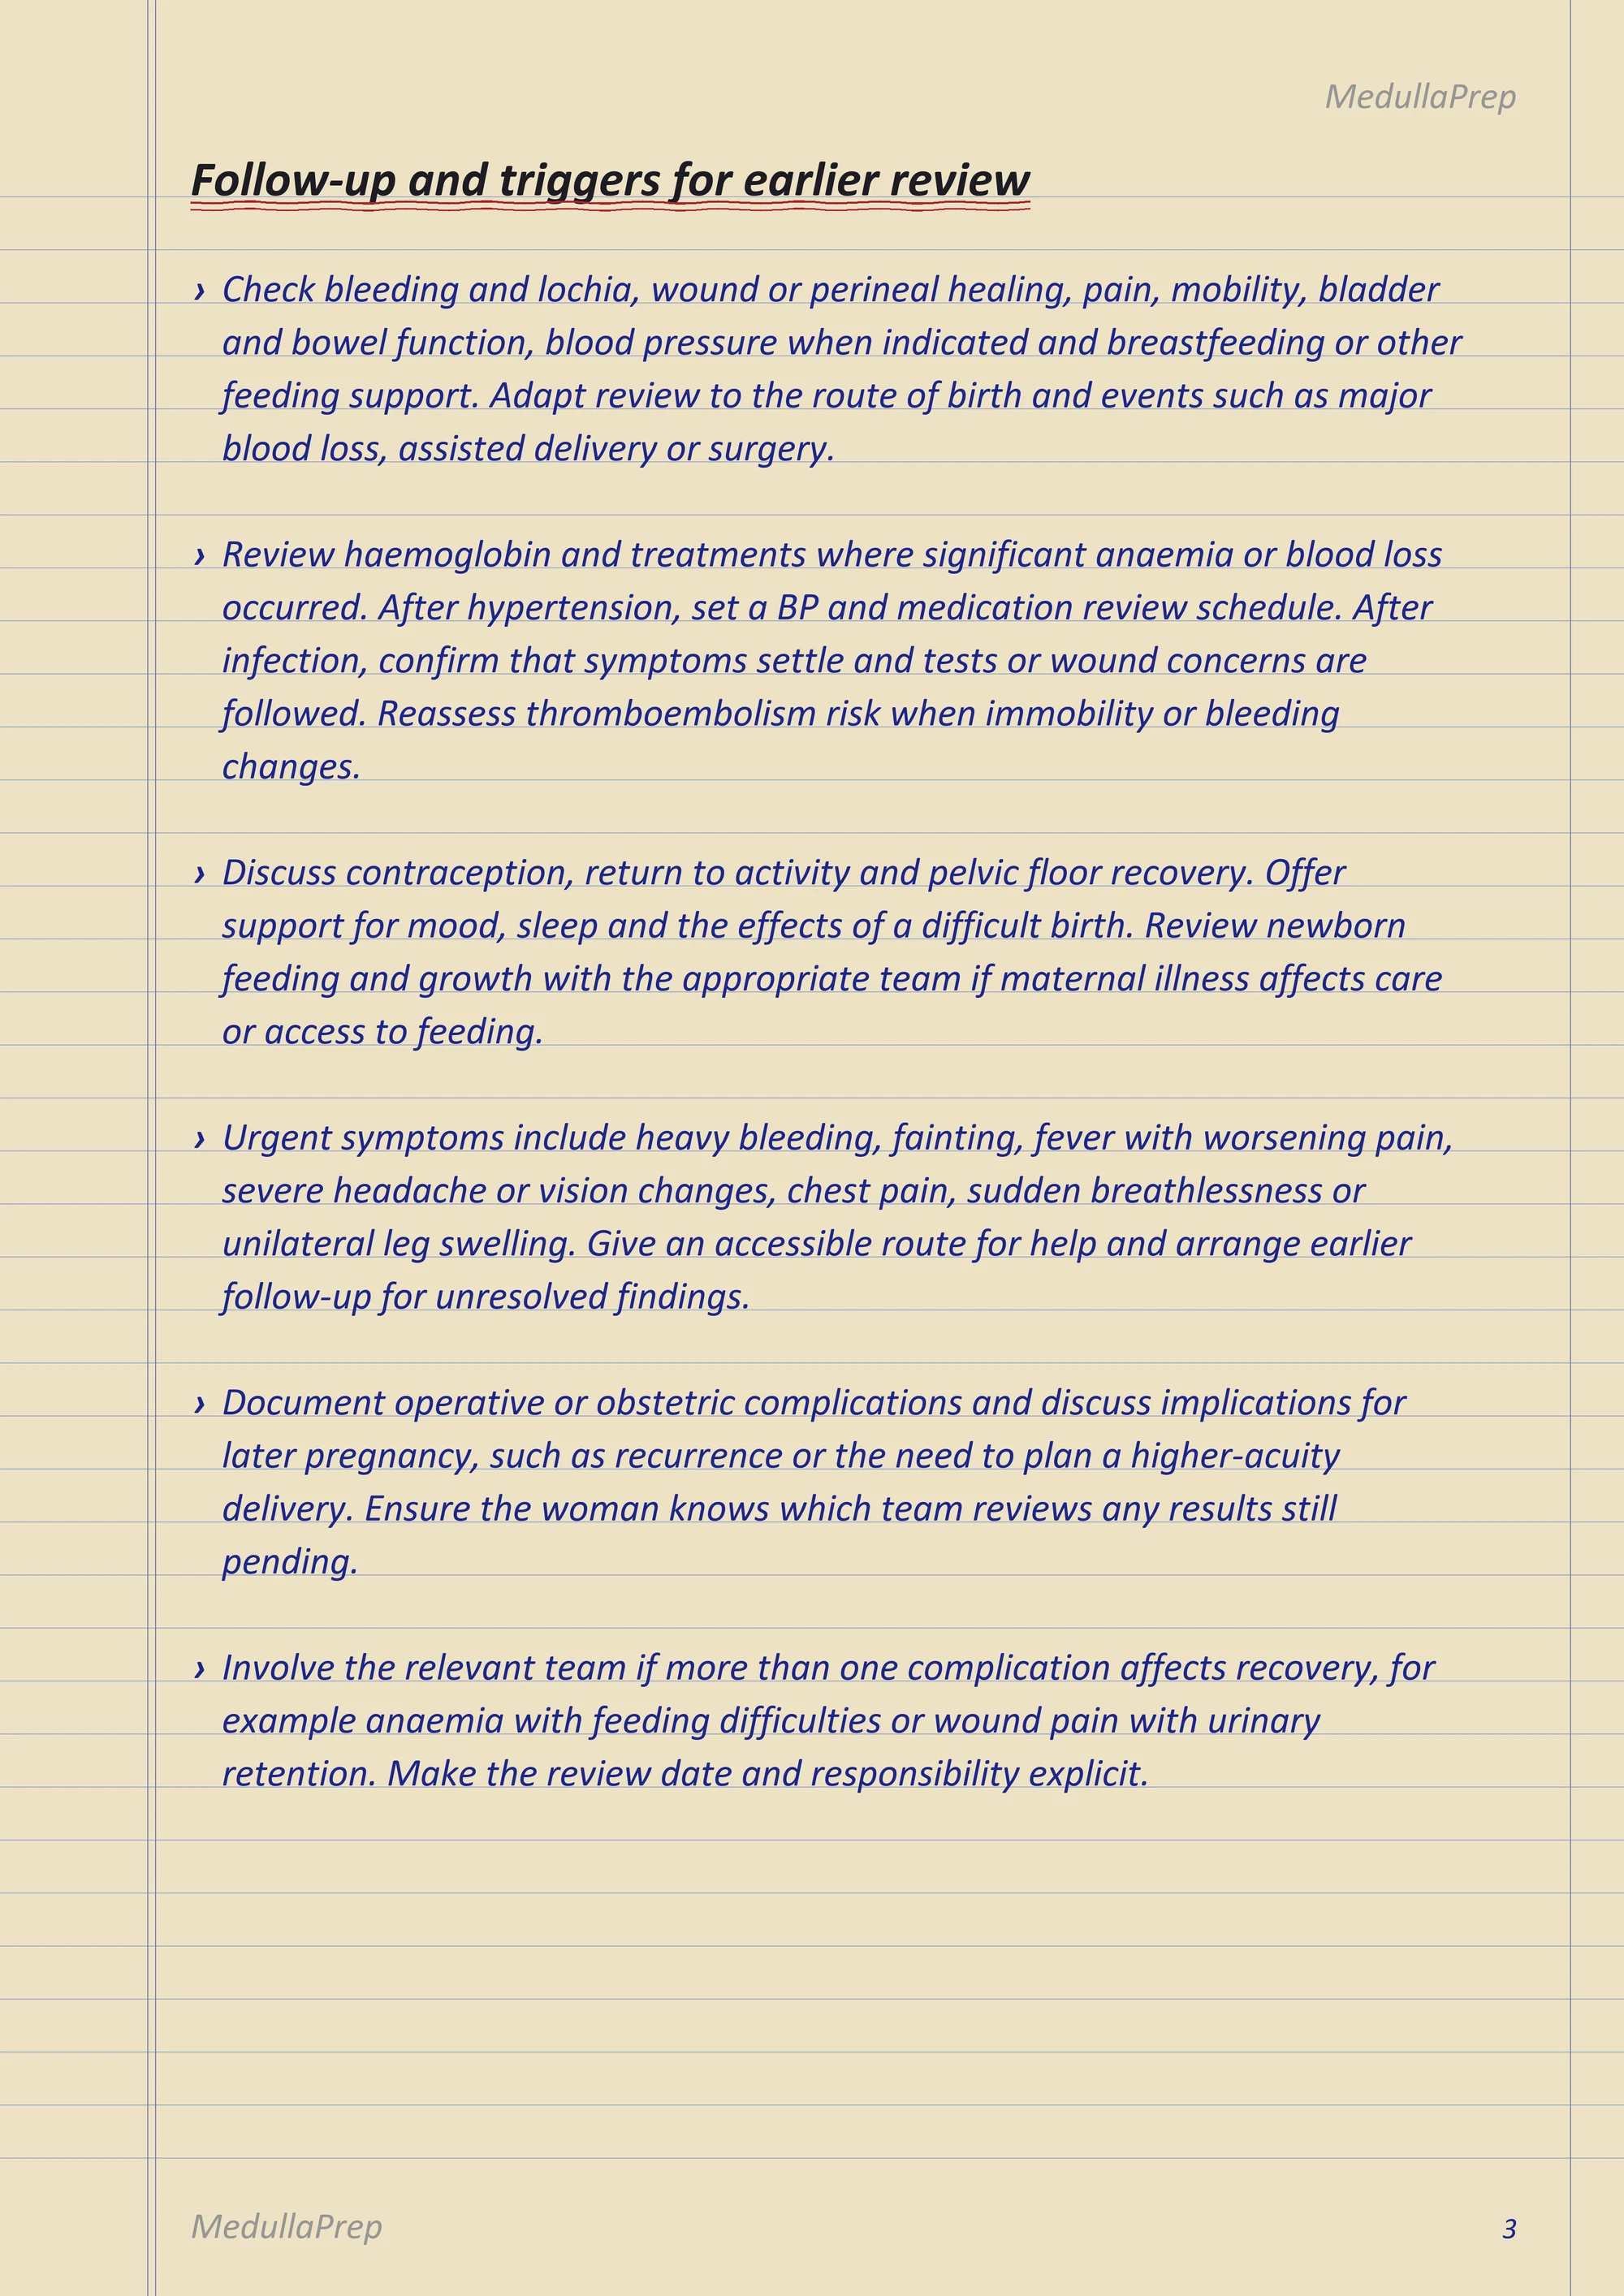 MedullaPrep
Follow-up and triggers for earlier review
› Check bleeding and lochia, wound or perineal healing, pain, mobility, bladder
and bowel function, blood pressure when indicated and breastfeeding or other
feeding support. Adapt review to the route of birth and events such as major
blood loss, assisted delivery or surgery.
› Review haemoglobin and treatments where significant anaemia or blood loss
occurred. After hypertension, set a BP and medication review schedule. After
infection, confirm that symptoms settle and tests or wound concerns are
followed. Reassess thromboembolism risk when immobility or bleeding
changes.
› Discuss contraception, return to activity and pelvic floor recovery. Offer
support for mood, sleep and the effects of a difficult birth. Review newborn
feeding and growth with the appropriate team if maternal illness affects care
or access to feeding.
› Urgent symptoms include heavy bleeding, fainting, fever with worsening pain,
severe headache or vision changes, chest pain, sudden breathlessness or
unilateral leg swelling. Give an accessible route for help and arrange earlier
follow-up for unresolved findings.
› Document operative or obstetric complications and discuss implications for
later pregnancy, such as recurrence or the need to plan a higher-acuity
delivery. Ensure the woman knows which team reviews any results still
pending.
› Involve the relevant team if more than one complication affects recovery, for
example anaemia with feeding difficulties or wound pain with urinary
retention. Make the review date and responsibility explicit.
MedullaPrep
3